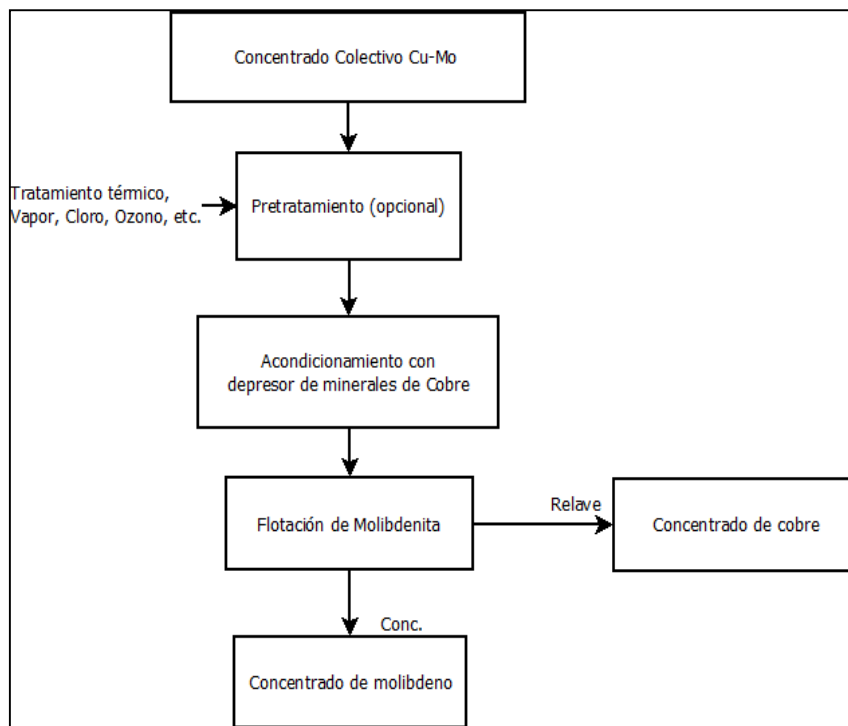 Concentrado Colectivo Cu-Mo
Tratamiento térmico,
Vapor, Cloro, Ozono, etc.
Pretratamiento (opcional)
Acondicionamiento con
depresor de minerales de Cobre
Flotación de Molibdenita
Relave
Concentrado de cobre
Conc.
Concentrado de molibdeno